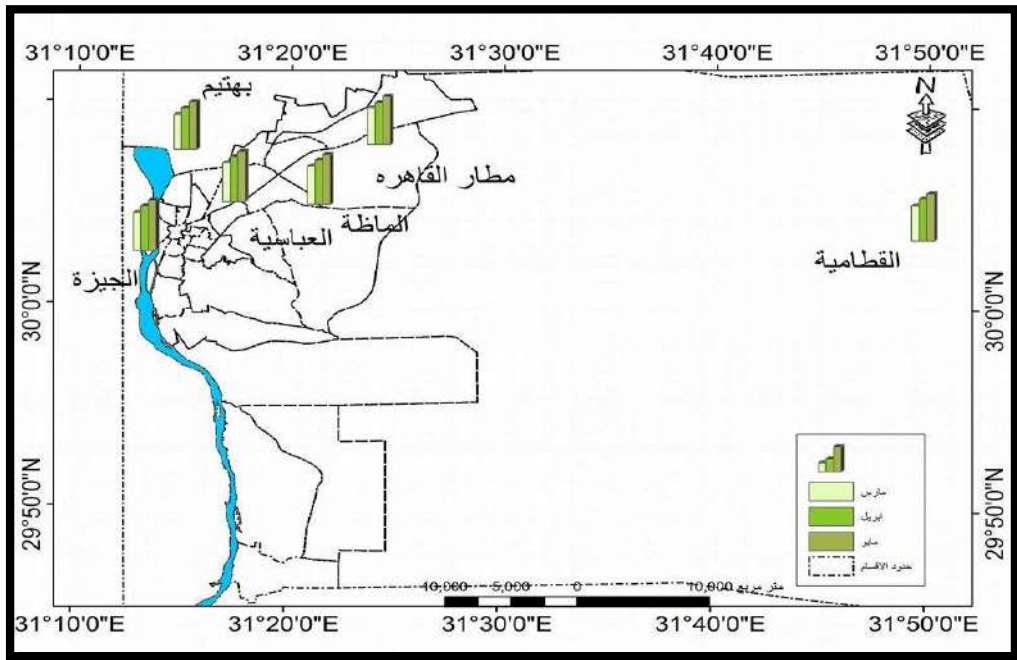 31°10'0"E 31°20'0"E 31°30'0"E 31°40'0"E 31°50'0"E
بهتيم
N
مطار القاهره
الماظة
العباسية
القطامية
الجيزة
30°0'0"N
30°0'0"N
29°50'0"N
29°50'0"N
مارس
ابريل
مايو
حدود الاقسام
10,000 5,000 0 10,000 متر مربع
31°10'0"E 31°20'0"E 31°30'0"E 31°40'0"E 31°50'0"E